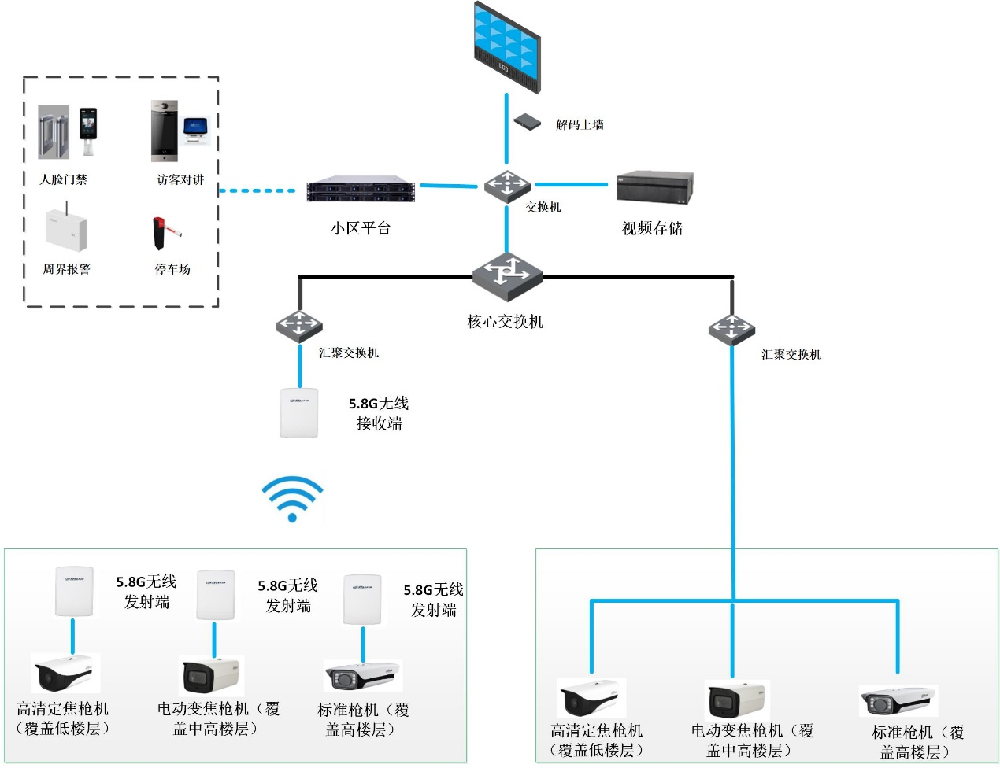 LCD
解码上墙
人脸门禁
访客对讲
周界报警
停车场
小区平台
交换机
视频存储
核心交换机
汇聚交换机
汇聚交换机
5.8G无线
接收端
alhua
alhua
5.8G无线
发射端
alhua
5.8G无线
发射端
alhua
5.8G无线
发射端
高清定焦枪机
（覆盖低楼层）
电动变焦枪机（覆
盖中高楼层）
标准枪机（覆
盖高楼层）
高清定焦枪机
（覆盖低楼层）
电动变焦枪机（覆
盖中高楼层）
标准枪机（覆
盖高楼层）